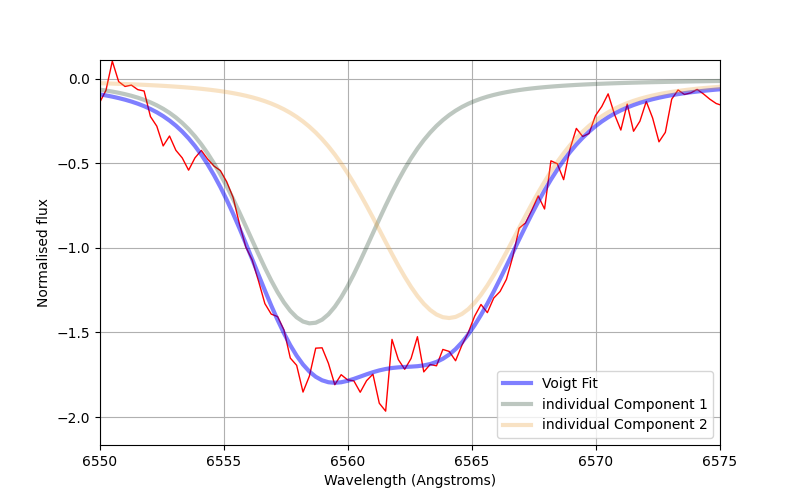 0.0
−0.5
−1.0
−1.5
−2.0
Normalised flux
Voigt Fit
individual Component 1
individual Component 2
6550 6555 6560 6565 6570 6575
Wavelength (Angstroms)